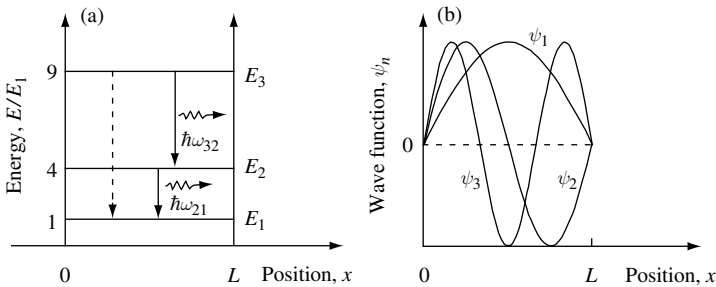 (a)
Energy, E/E₁
9
4
1
E₃
E₂
E₁
ℏω₃₂
ℏω₂₁
0
L
Position, x
(b)
Wave function, ψₙ
0
ψ₁
ψ₃
ψ₂
0
L
Position, x